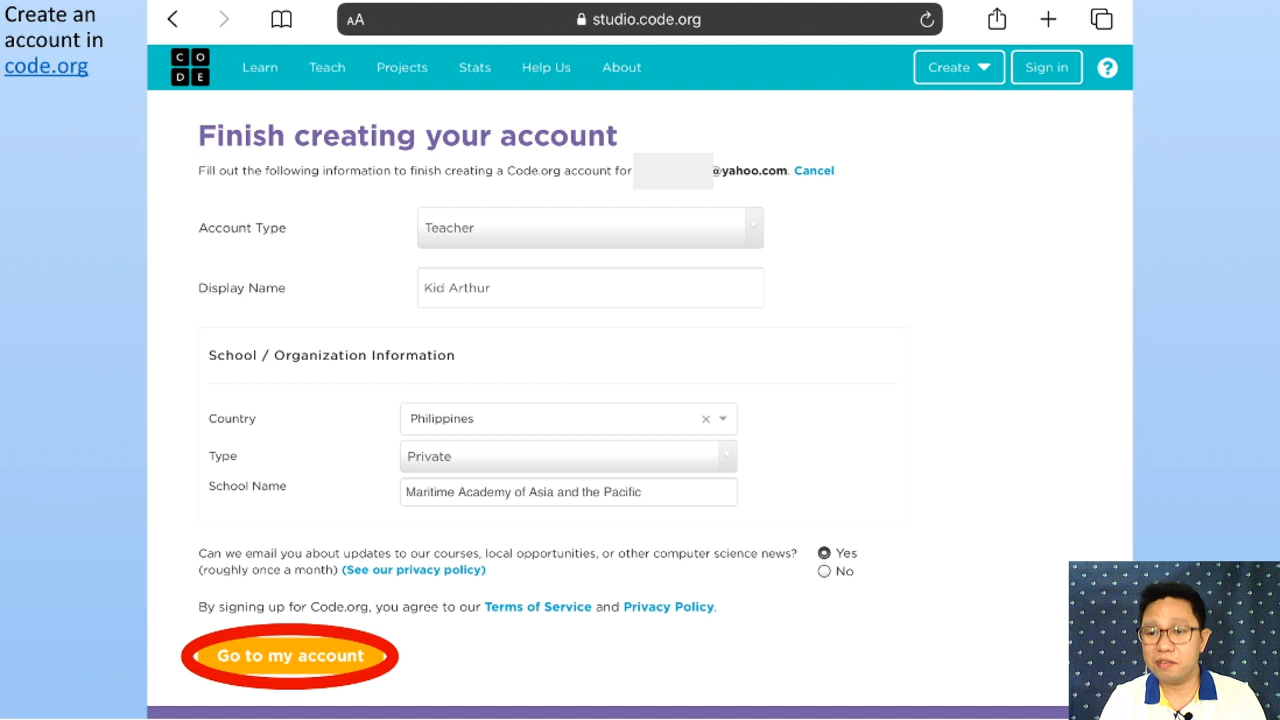 Create an
account in
code.org
AA
studio.code.org
C O
D E
Learn Teach Projects Stats Help Us About Create Sign in ?
Finish creating your account
Fill out the following information to finish creating a Code.org account for @yahoo.com. Cancel
Account Type Teacher
Display Name Kid Arthur
School / Organization Information
Country Philippines
Type Private
School Name Maritime Academy of Asia and the Pacific
Can we email you about updates to our courses, local opportunities, or other computer science news? Yes
(roughly once a month) (See our privacy policy) No
By signing up for Code.org, you agree to our Terms of Service and Privacy Policy.
Go to my account